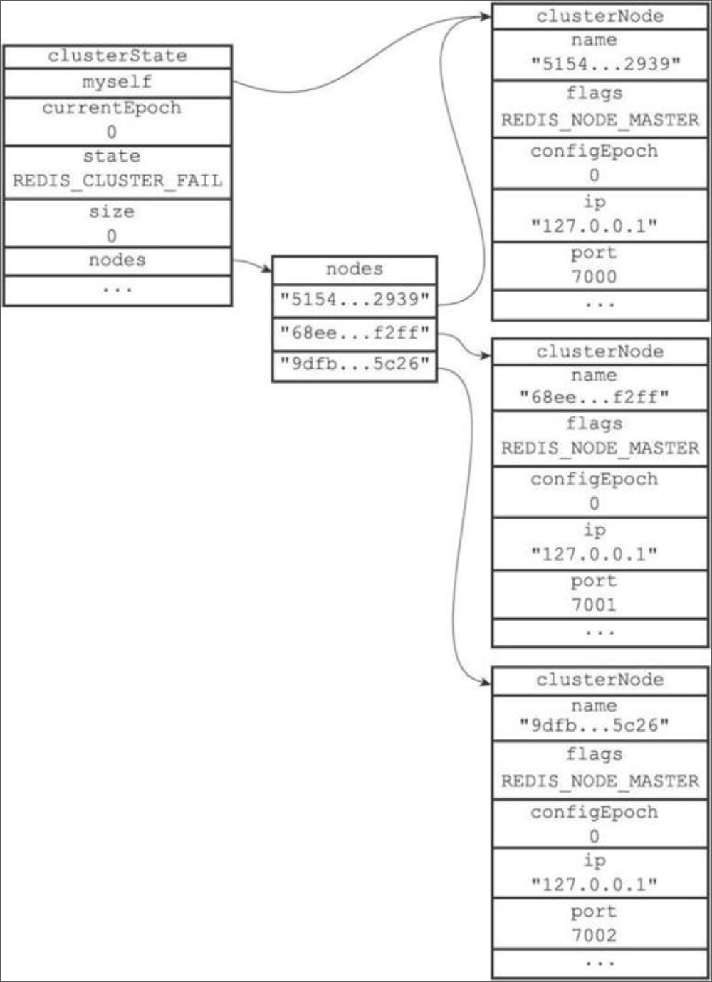 clusterState
myself
currentEpoch
0
state
REDIS_CLUSTER_FAIL
size
0
nodes
...
nodes
"5154...2939"
"68ee...f2ff"
"9dfb...5c26"
clusterNode
name
"5154...2939"
flags
REDIS_NODE_MASTER
configEpoch
0
ip
"127.0.0.1"
port
7000
...
clusterNode
name
"68ee...f2ff"
flags
REDIS_NODE_MASTER
configEpoch
0
ip
"127.0.0.1"
port
7001
...
clusterNode
name
"9dfb...5c26"
flags
REDIS_NODE_MASTER
configEpoch
0
ip
"127.0.0.1"
port
7002
...